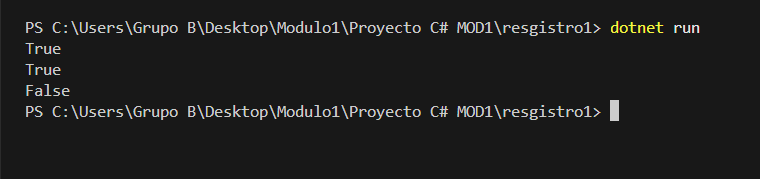 PS C:\Users\Grupo B\Desktop\Modulo1\Proyecto C# MOD1\resgistro1> dotnet run
True
True
False
PS C:\Users\Grupo B\Desktop\Modulo1\Proyecto C# MOD1\resgistro1>